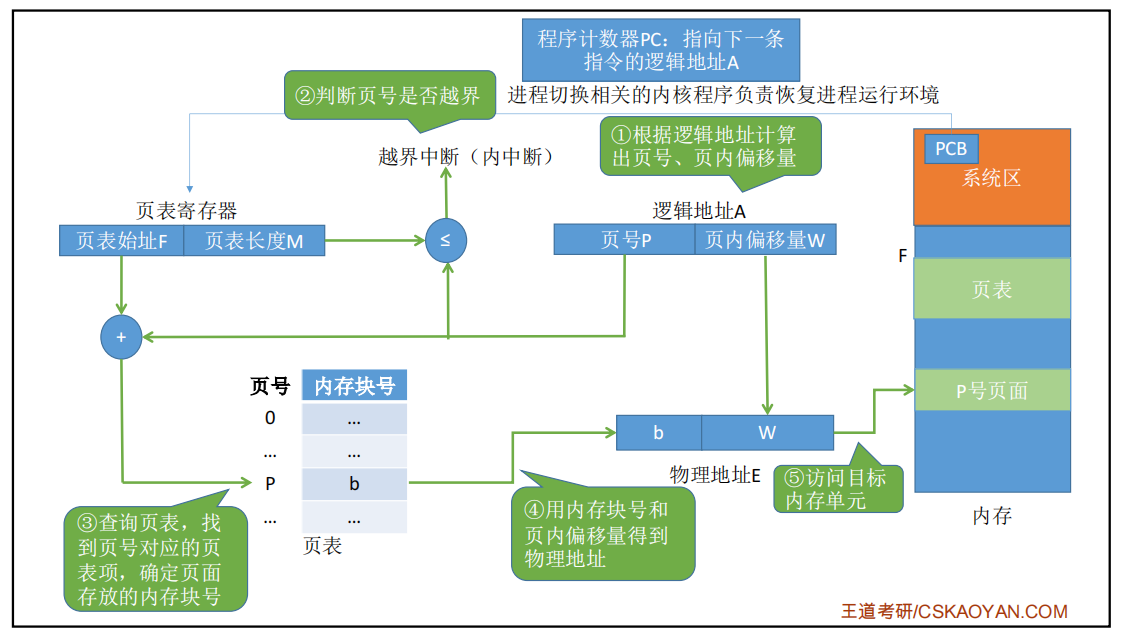 程序计数器PC：指向下一条
指令的逻辑地址A
②判断页号是否越界
进程切换相关的内核程序负责恢复进程运行环境
①根据逻辑地址计算
出页号、页内偏移量
越界中断（内中断）
PCB
系统区
页表寄存器
逻辑地址A
页表始址F
页表长度M
≤
页号P
页内偏移量W
F
页表
+
页号
内存块号
0
...
...
...
P
b
...
...
页表
b
W
物理地址E
P号页面
③查询页表，找
到页号对应的页
表项，确定页面
存放的内存块号
④用内存块号和
页内偏移量得到
物理地址
⑤访问目标
内存单元
内存
王道考研/CSKAOYAN.COM